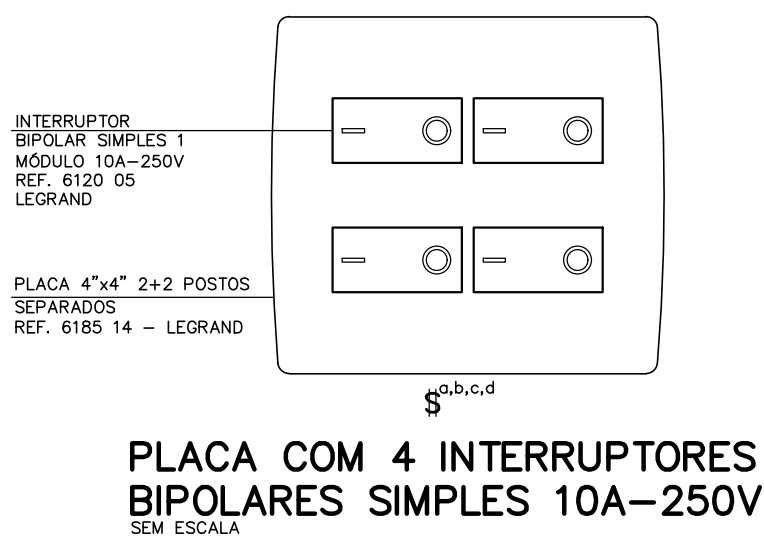 INTERRUPTOR
BIPOLAR SIMPLES 1
MÓDULO 10A-250V
REF. 6120 05
LEGRAND
PLACA 4"x4" 2+2 POSTOS
SEPARADOS
REF. 6185 14 - LEGRAND
$a,b,c,d
PLACA COM 4 INTERRUPTORES
BIPOLARES SIMPLES 10A-250V
SEM ESCALA